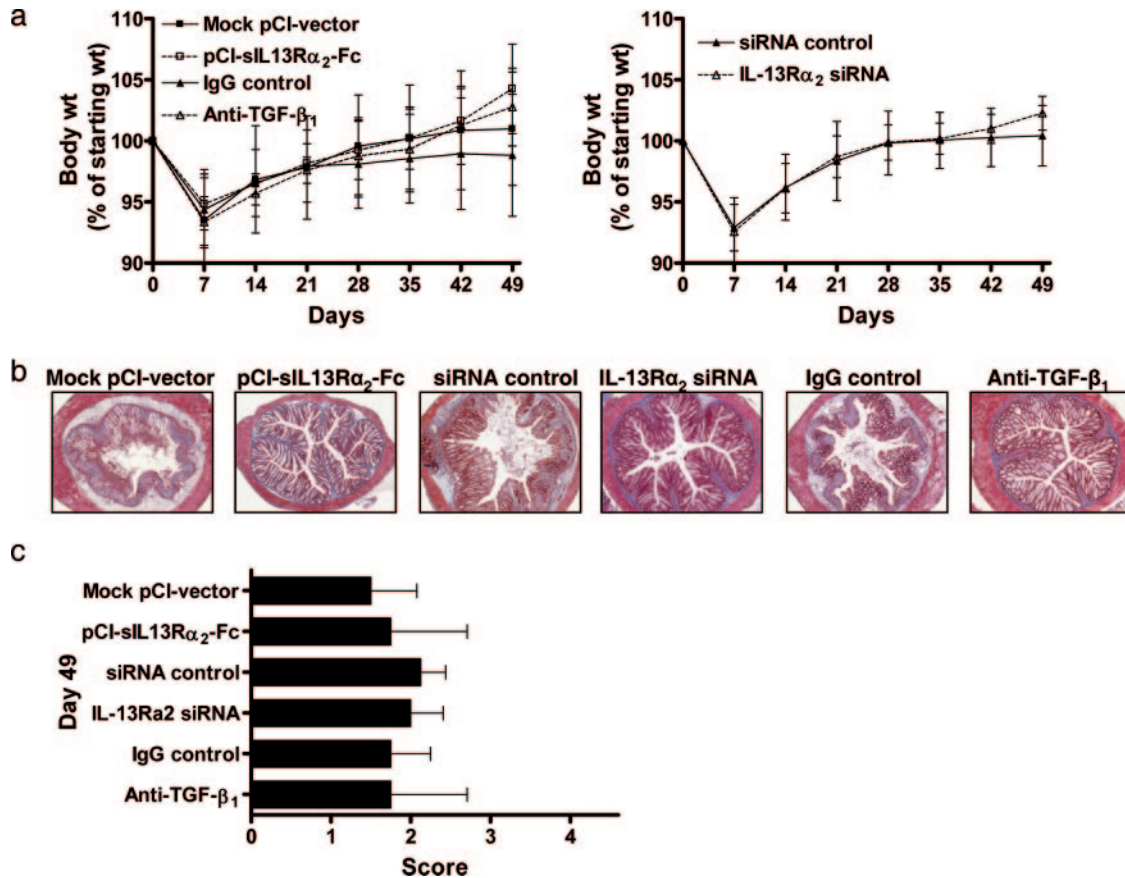 a
110
105
100
95
90
Body wt
(% of starting wt)
Mock pCI-vector
pCI-sIL13Rα₂-Fc
IgG control
Anti-TGF-β₁
0 7 14 21 28 35 42 49
Days
110
105
100
95
90
Body wt
(% of starting wt)
siRNA control
IL-13Rα₂ siRNA
0 7 14 21 28 35 42 49
Days
b
Mock pCI-vector
pCI-sIL13Rα₂-Fc
siRNA control
IL-13Rα₂ siRNA
IgG control
Anti-TGF-β₁
c
Day 49
Mock pCI-vector
pCI-sIL13Rα₂-Fc
siRNA control
IL-13Ra2 siRNA
IgG control
Anti-TGF-β₁
0 1 2 3 4
Score